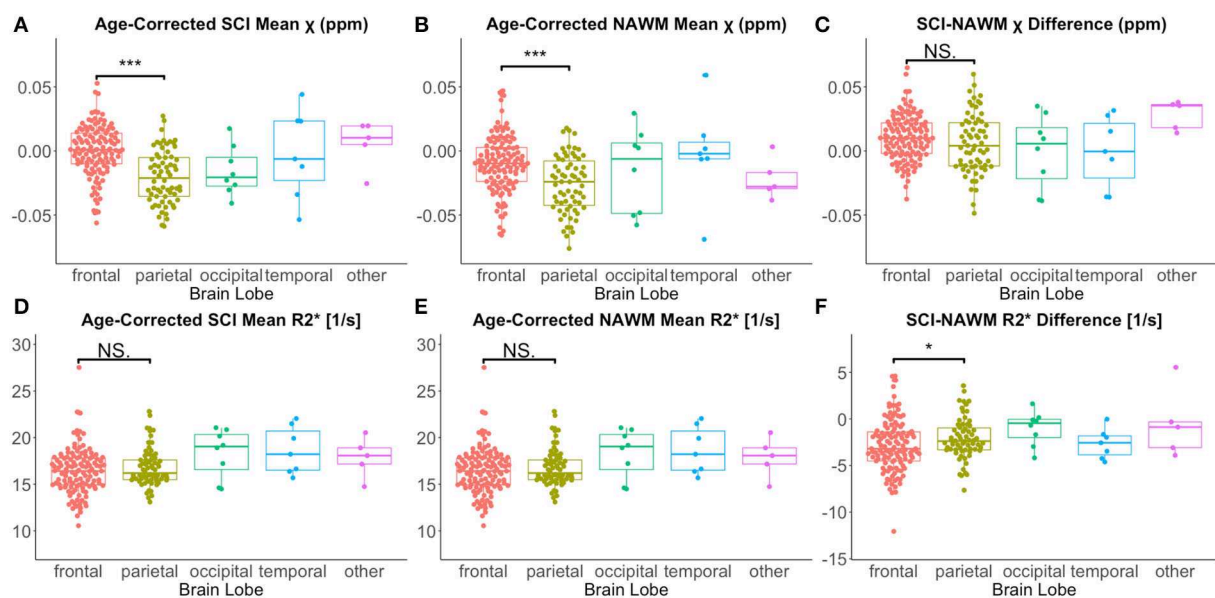 A
Age-Corrected SCI Mean χ (ppm)
***
0.05
0.00
-0.05
frontal parietal occipital temporal other
Brain Lobe
B
Age-Corrected NAWM Mean χ (ppm)
***
0.05
0.00
-0.05
frontal parietal occipital temporal other
Brain Lobe
C
SCI-NAWM χ Difference (ppm)
NS.
0.05
0.00
-0.05
frontal parietal occipital temporal other
Brain Lobe
D
Age-Corrected SCI Mean R2* [1/s]
NS.
30
25
20
15
10
frontal parietal occipital temporal other
Brain Lobe
E
Age-Corrected NAWM Mean R2* [1/s]
NS.
30
25
20
15
10
frontal parietal occipital temporal other
Brain Lobe
F
SCI-NAWM R2* Difference [1/s]
*
5
0
-5
-10
-15
frontal parietal occipital temporal other
Brain Lobe